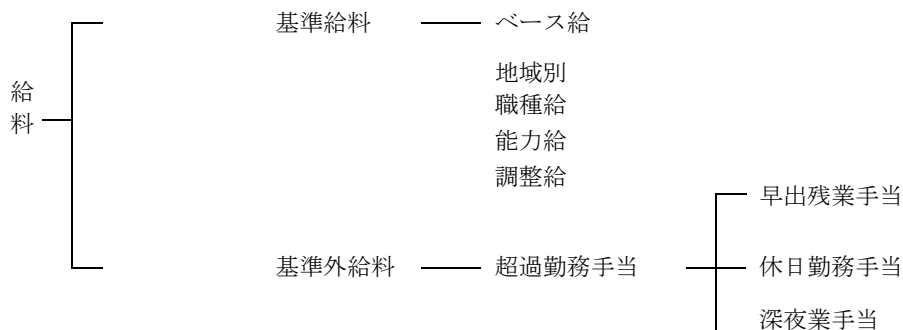 給料
基準給料
ベース給
地域別
職種給
能力給
調整給
基準外給料
超過勤務手当
早出残業手当
休日勤務手当
深夜業手当